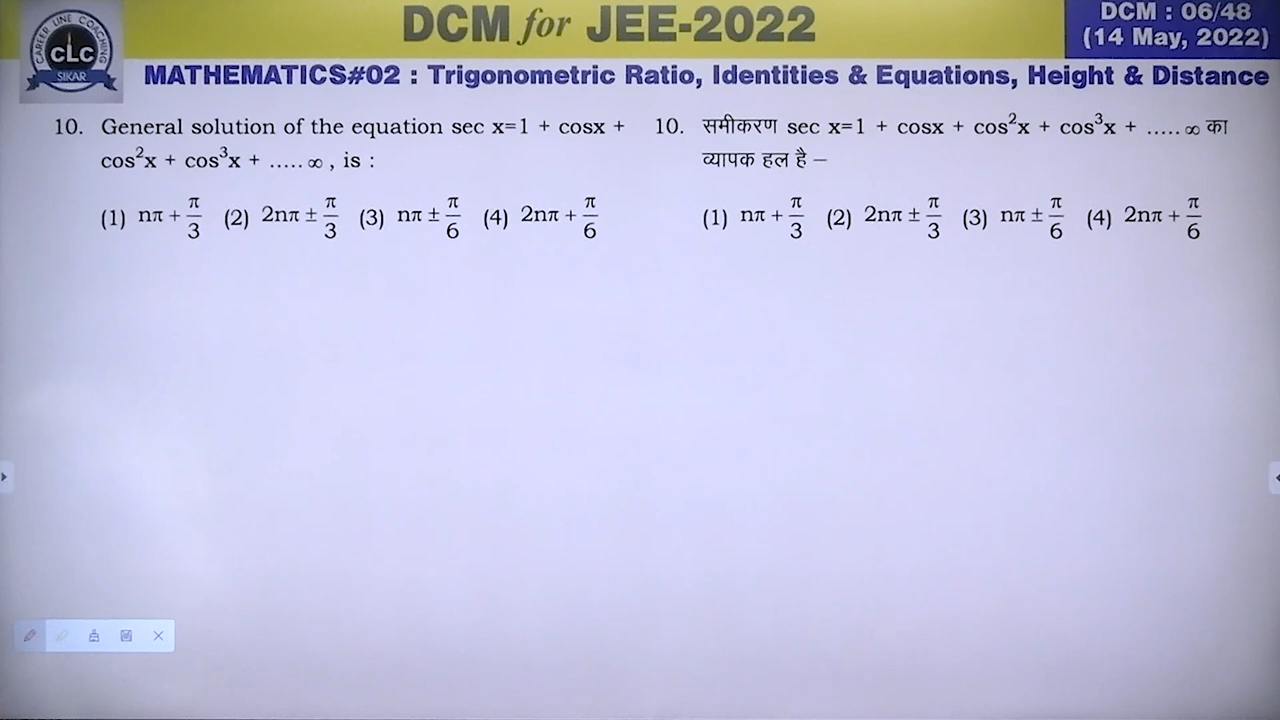 CAREER LINE COACHING
CLC
SIKAR
DCM for JEE-2022
DCM : 06/48
(14 May, 2022)
MATHEMATICS#02 : Trigonometric Ratio, Identities & Equations, Height & Distance
10. General solution of the equation sec x=1 + cosx +
cos²x + cos³x + ..... ∞ , is :
(1) nπ + π/3 (2) 2nπ ± π/3 (3) nπ ± π/6 (4) 2nπ + π/6
10. समीकरण sec x=1 + cosx + cos²x + cos³x + ..... ∞ का
व्यापक हल है –
(1) nπ + π/3 (2) 2nπ ± π/3 (3) nπ ± π/6 (4) 2nπ + π/6